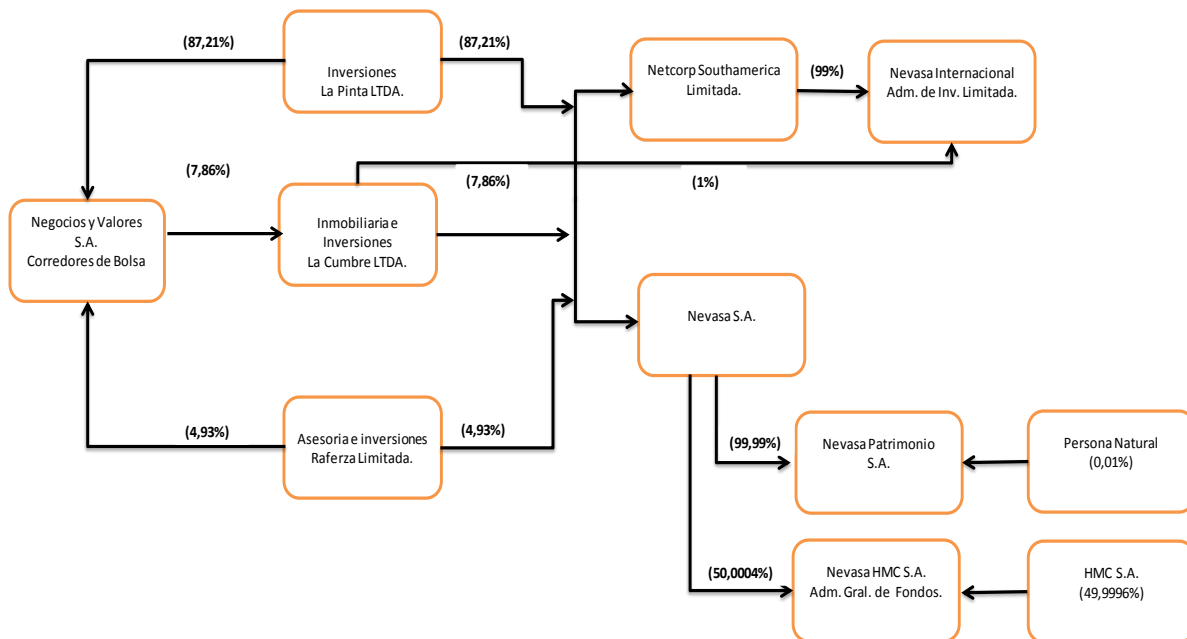 (87,21%)
(87,21%)
Inversiones
La Pinta LTDA.
Netcorp Southamerica
Limitada.
(99%)
Nevasa Internacional
Adm. de Inv. Limitada.
(7,86%)
(7,86%)
(1%)
Negocios y Valores
S.A.
Corredores de Bolsa
Inmobiliaria e
Inversiones
La Cumbre LTDA.
Nevasa S.A.
(4,93%)
Asesoria e inversiones
Raferza Limitada.
(4,93%)
(99,99%)
Nevasa Patrimonio
S.A.
Persona Natural
(0,01%)
(50,0004%)
Nevasa HMC S.A.
Adm. Gral. de Fondos.
HMC S.A.
(49,9996%)